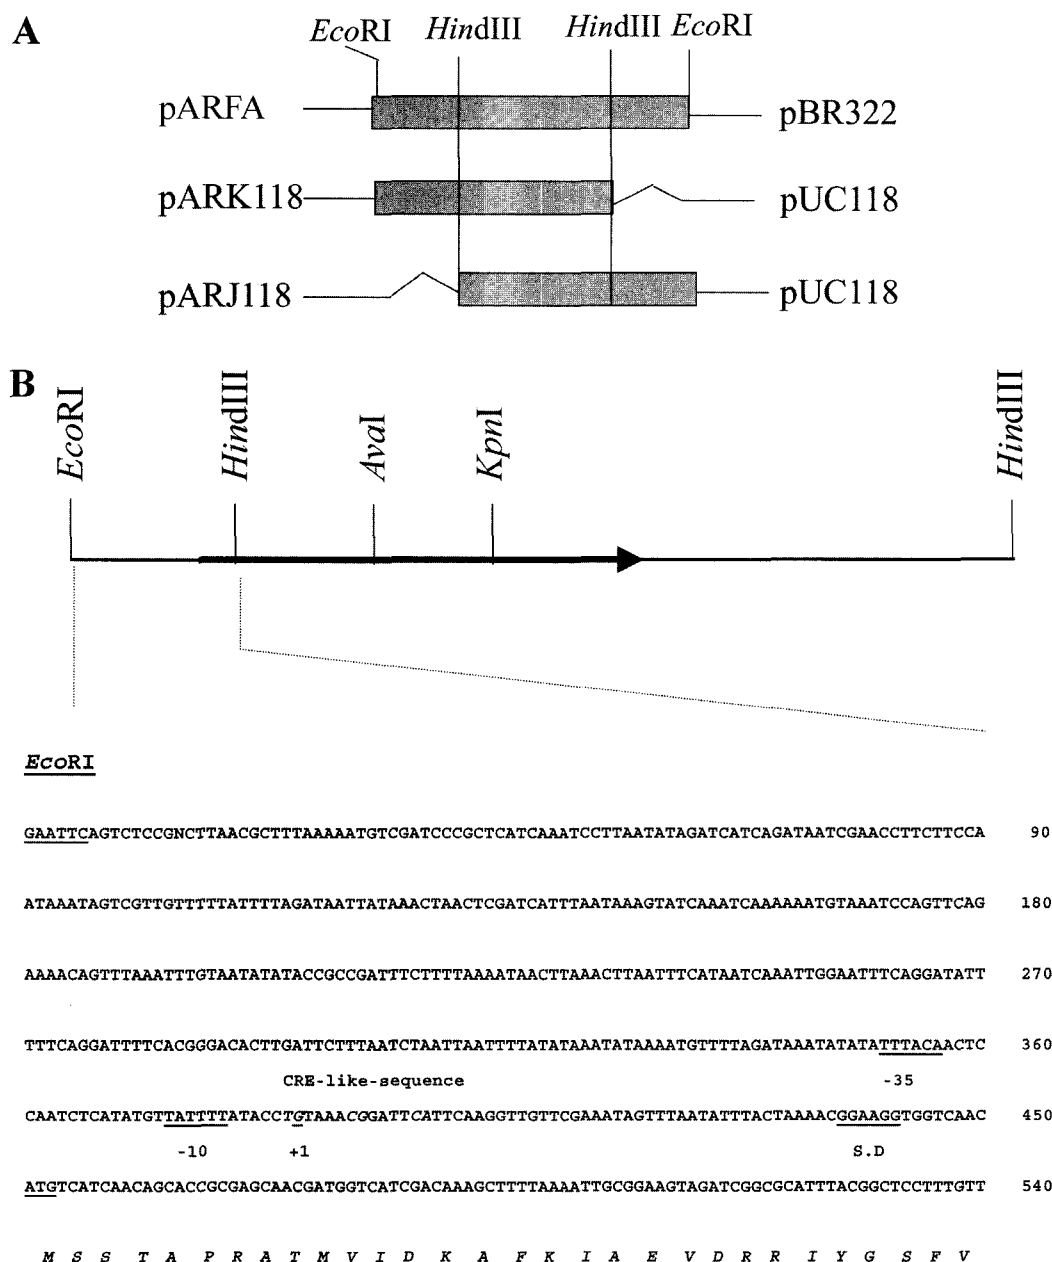 A
EcoRI HindIII HindIII EcoRI
pARFA pBR322
pARK118 pUC118
pARJ118 pUC118
B
EcoRI HindIII AvaI KpnI HindIII
EcoRI
GAATTCAGTCTCCGNCTTAACGCTTTAAAAATGTCGATCCCGCTCATCAAATCCTTAATATAGATCATCAGATAATCGAACCTTCTTCCA 90
ATAAATAGTCGTTGTTTTTATTTTAGATAATTATAAACTAACTCGATCATTTAATAAAGTATCAAATCAAAAAATGTAAATCCAGTTCAG 180
AAAACAGTTTAAATTTGTAATATATACCGCCGATTTCTTTTAAAATAACTTAAACTTAATTTCATAATCAAATTGGAATTTCAGGATATT 270
TTTCAGGATTTTCACGGGACACTTGATTCTTTAATCTAATTAATTTTATATAAATATAAAATGTTTTAGATAAATATATATTTACAACTC 360
CRE-like-sequence -35
CAATCTCATATGTTATTTTATACCTGTAAACGGATTCATTCAAGGTTGTTCGAAATAGTTTAATATTTACTAAAACGGAAGGTGGTCAAC 450
-10 +1 S.D
ATGTCATCAACAGCACCGCGAGCAACGATGGTCATCGACAAAGCTTTTAAAATTGCGGAAGTAGATCGGCGCATTTACGGCTCCTTTGTT 540
M S S T A P R A T M V I D K A F K I A E V D R R I Y G S F V